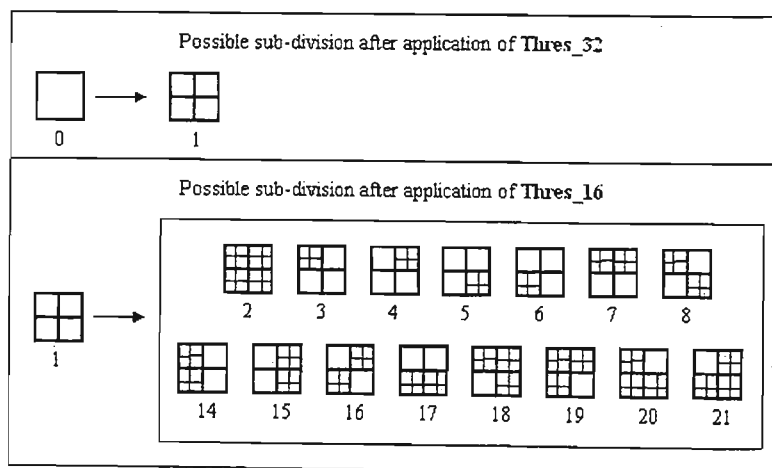 Possible sub-division after application of Thres_32
0 1
Possible sub-division after application of Thres_16
2 3 4 5 6 7 8
1
14 15 16 17 18 19 20 21